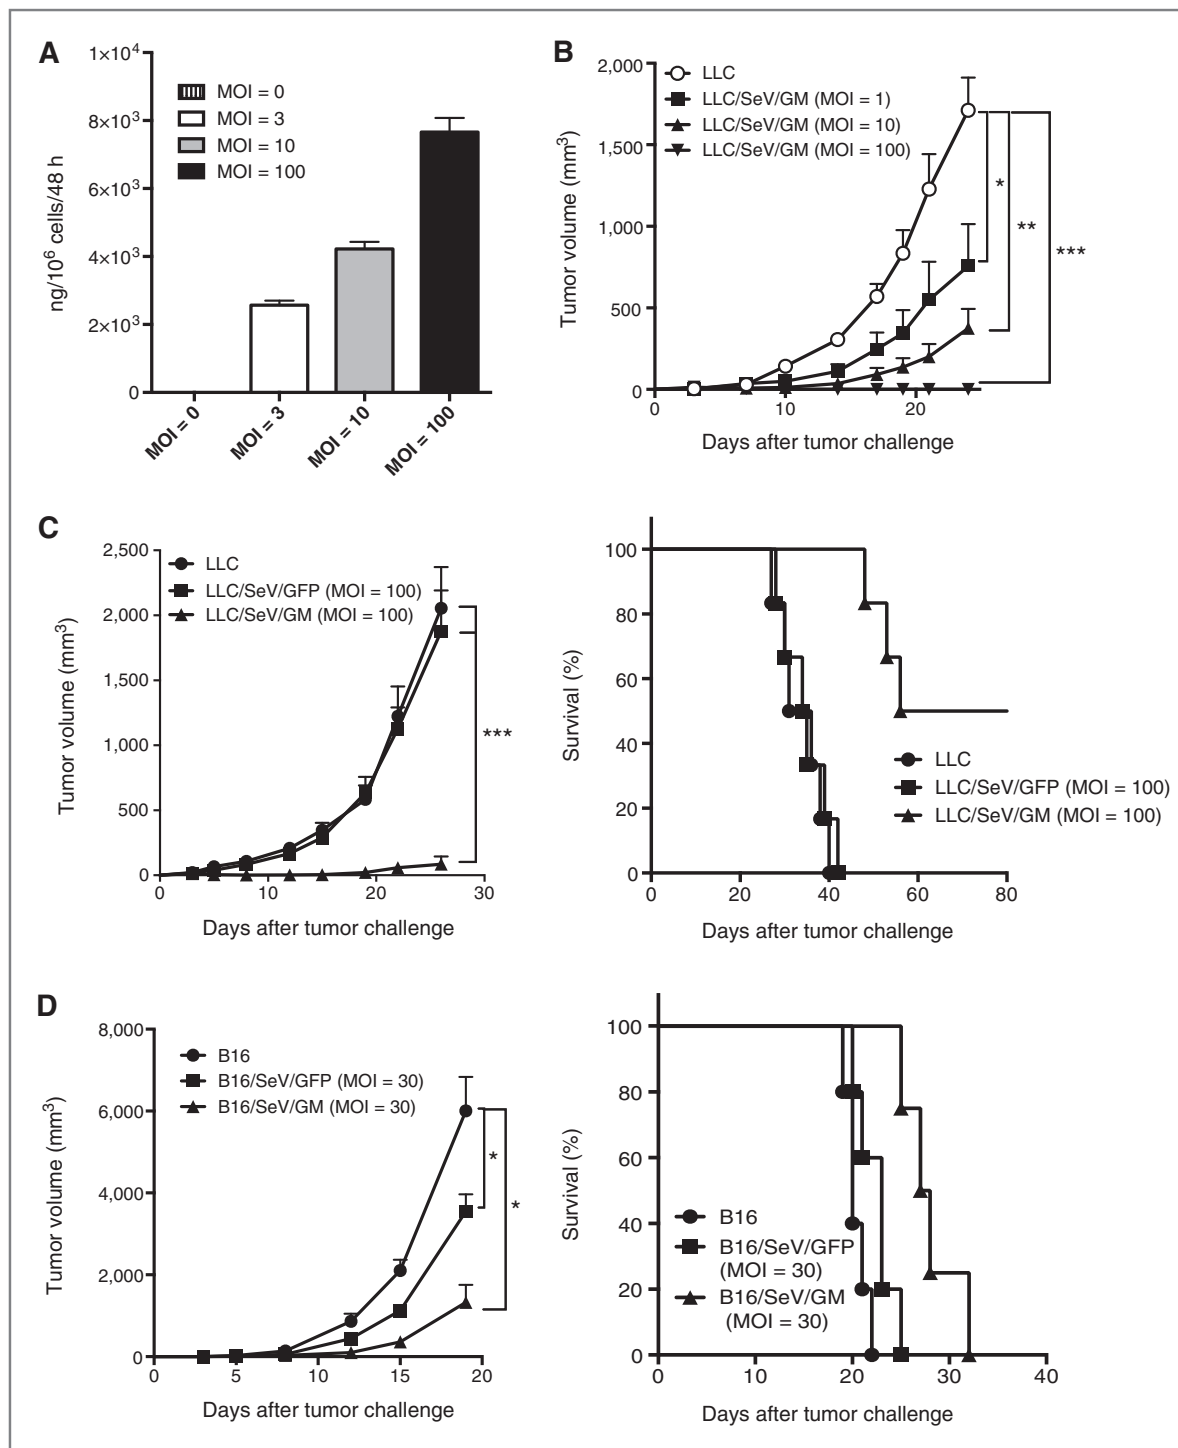 A
1×10⁴
8×10³
6×10³
4×10³
2×10³
0
ng/10⁶ cells/48 h
MOI = 0
MOI = 3
MOI = 10
MOI = 100
MOI = 0
MOI = 3
MOI = 10
MOI = 100
B
2,000
1,500
1,000
500
0
Tumor volume (mm³)
LLC
LLC/SeV/GM (MOI = 1)
LLC/SeV/GM (MOI = 10)
LLC/SeV/GM (MOI = 100)
*
**
***
0 10 20
Days after tumor challenge
C
2,500
2,000
1,500
1,000
500
0
Tumor volume (mm³)
LLC
LLC/SeV/GFP (MOI = 100)
LLC/SeV/GM (MOI = 100)
***
0 10 20 30
Days after tumor challenge
100
80
60
40
20
0
Survival (%)
LLC
LLC/SeV/GFP (MOI = 100)
LLC/SeV/GM (MOI = 100)
0 20 40 60 80
Days after tumor challenge
D
8,000
6,000
4,000
2,000
0
Tumor volume (mm³)
B16
B16/SeV/GFP (MOI = 30)
B16/SeV/GM (MOI = 30)
*
*
0 5 10 15 20
Days after tumor challenge
100
80
60
40
20
0
Survival (%)
B16
B16/SeV/GFP
(MOI = 30)
B16/SeV/GM
(MOI = 30)
0 10 20 30 40
Days after tumor challenge